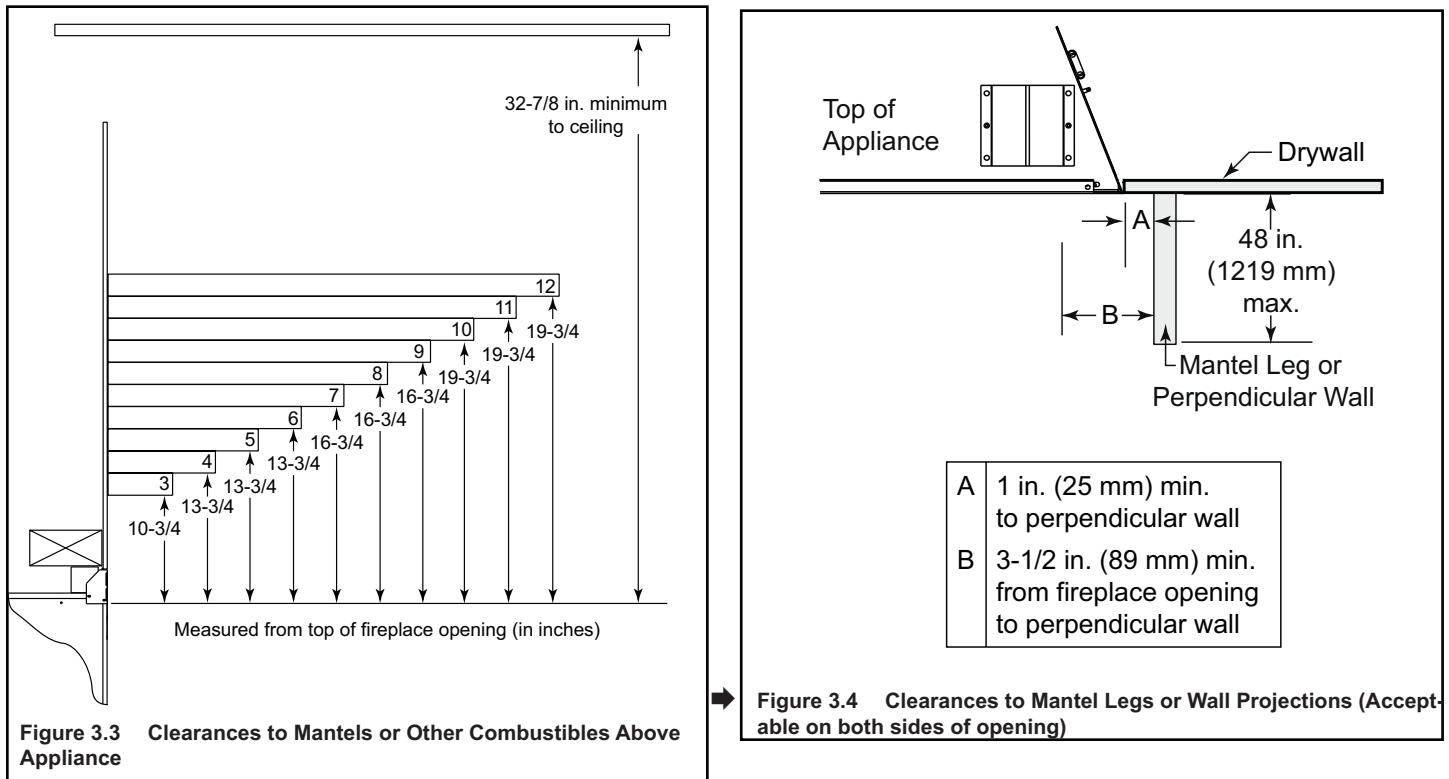 32-7/8 in. minimum
to ceiling
12
11
10
9
8
7
6
5
4
3
19-3/4
19-3/4
19-3/4
16-3/4
16-3/4
16-3/4
13-3/4
13-3/4
13-3/4
10-3/4
Measured from top of fireplace opening (in inches)
Figure 3.3 Clearances to Mantels or Other Combustibles Above
Appliance
Top of
Appliance
Drywall
A
48 in.
(1219 mm)
max.
B
Mantel Leg or
Perpendicular Wall
A 1 in. (25 mm) min.
to perpendicular wall
B 3-1/2 in. (89 mm) min.
from fireplace opening
to perpendicular wall
Figure 3.4 Clearances to Mantel Legs or Wall Projections (Accept-
able on both sides of opening)